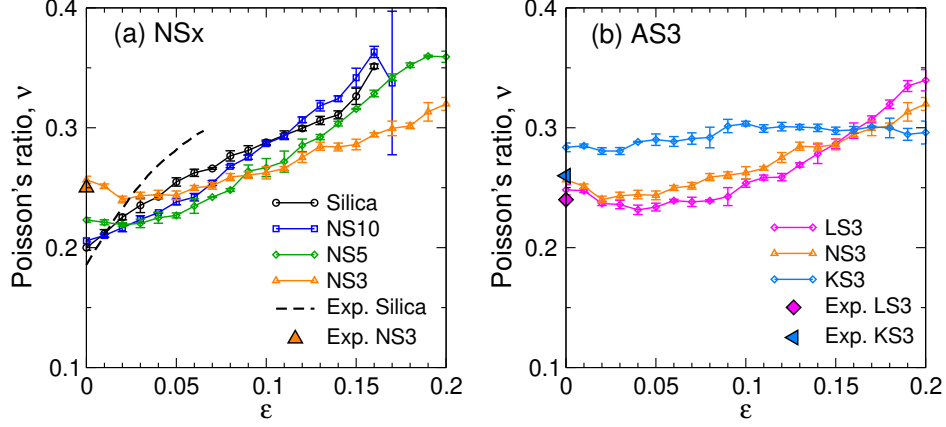 (a) NSx
Poisson's ratio, ν
0.4
0.3
0.2
0.1
0
0.05
0.1
0.15
0.2
ε
Silica
NS10
NS5
NS3
Exp. Silica
Exp. NS3
(b) AS3
Poisson's ratio, ν
0.4
0.3
0.2
0.1
0
0.05
0.1
0.15
0.2
ε
LS3
NS3
KS3
Exp. LS3
Exp. KS3